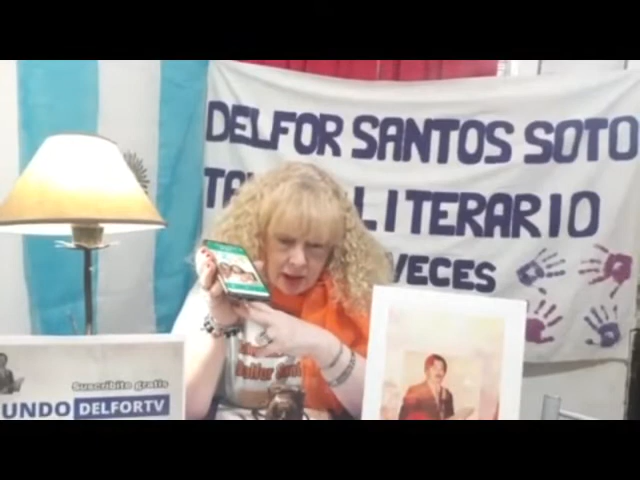 DELFOR SANTOS SOTO
LITERARIO
VECES
Suscribite gratis
UNDO DELFORTV